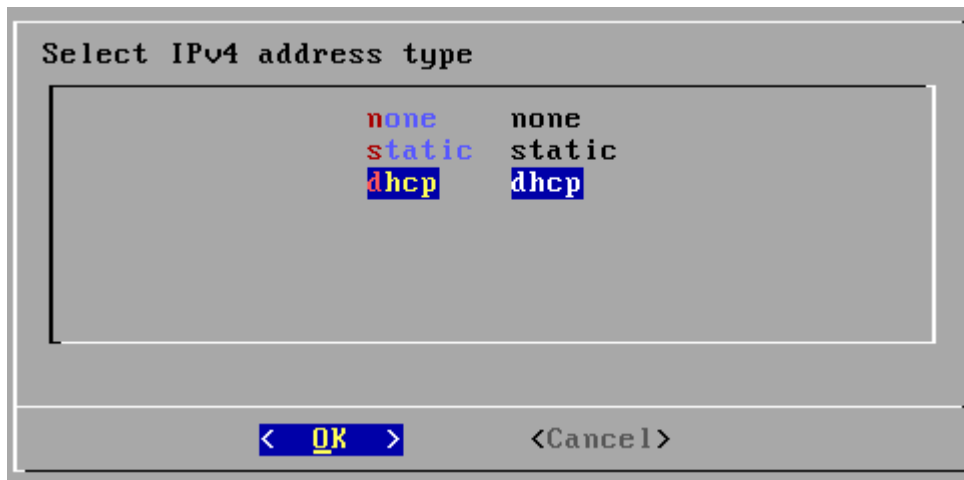 Select IPv4 address type
none none
static static
dhcp dhcp
< OK > <Cancel>